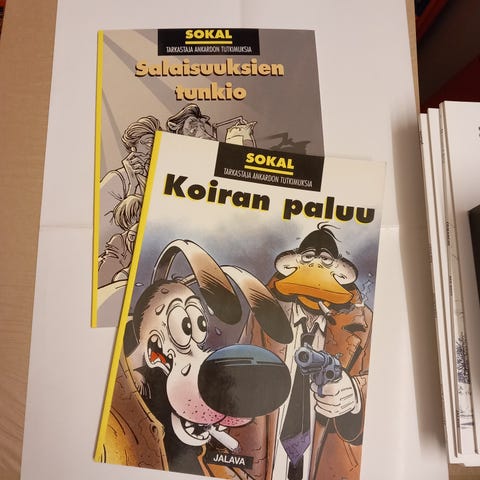 SOKAL
TARKASTAJA ANKARDON TUTKIMUKSIA
Salaisuuksien
tunkio
SOKAL
TARKASTAJA ANKARDON TUTKIMUKSIA
Koiran paluu
JALAVA